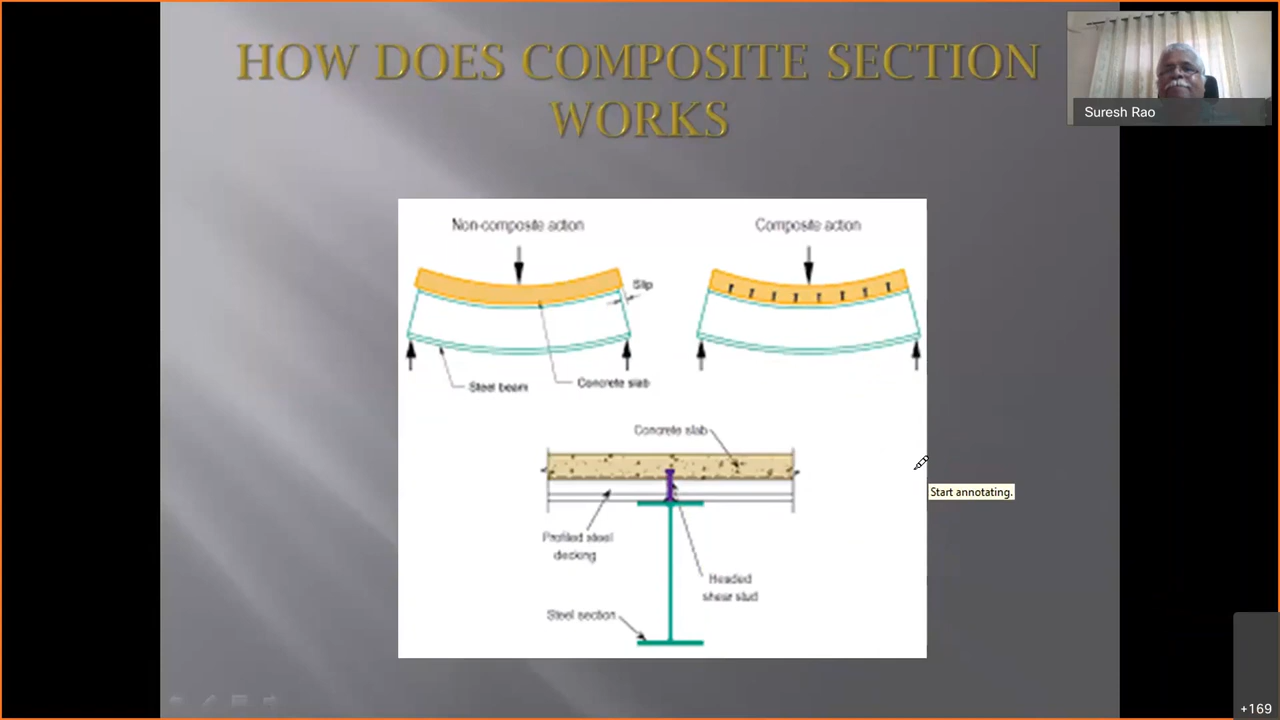 HOW DOES COMPOSITE SECTION
WORKS
Suresh Rao
Non-composite action
Composite action
Slip
Steel beam
Concrete slab
Concrete slab
Start annotating.
Profiled steel
decking
Headed
shear stud
Steel section
+169